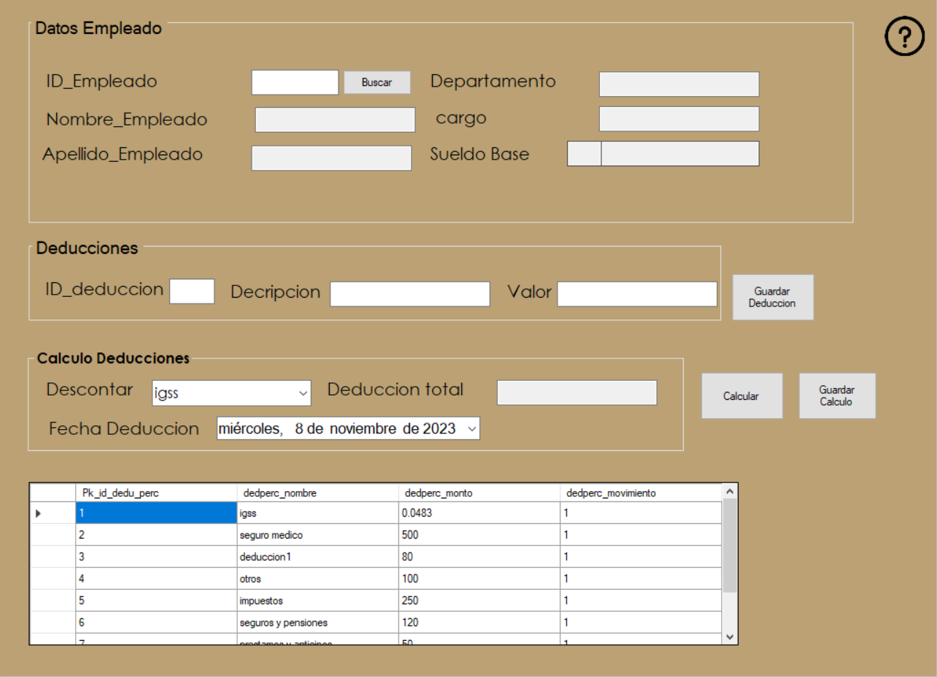 Datos Empleado
?
ID_Empleado Buscar Departamento
Nombre_Empleado cargo
Apellido_Empleado Sueldo Base
Deducciones
ID_deduccion Decripcion Valor Guardar Deduccion
Calculo Deducciones
Descontar igss Deduccion total Calcular Guardar Calculo
Fecha Deduccion miércoles, 8 de noviembre de 2023
Pk_id_dedu_perc dedperc_nombre dedperc_monto dedperc_movimiento
1 igss 0.0483 1
2 seguro medico 500 1
3 deduccion1 80 1
4 otros 100 1
5 impuestos 250 1
6 seguros y pensiones 120 1
7 prestamos y anticipos 50 1